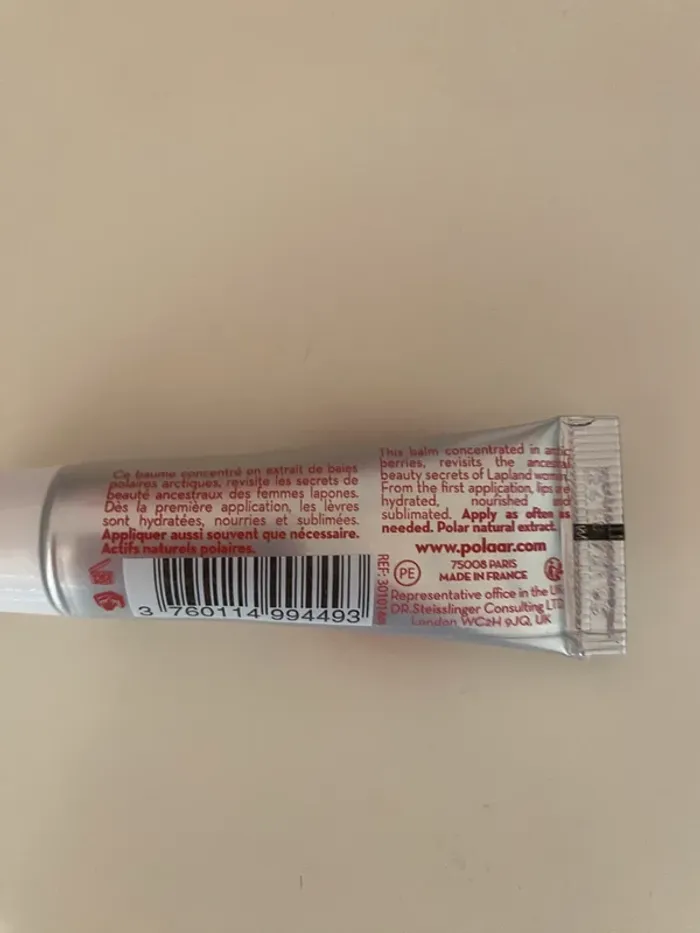 Ce baume concentré en extrait de baies
polaires arctiques, revisite les secrets de
beauté ancestraux des femmes lapones.
Dès la première application, les lèvres
sont hydratées, nourries et sublimées.
Appliquer aussi souvent que nécessaire.
Actifs naturels polaires.
3 760114 994493
This balm concentrated in arctic
berries, revisits the ancestral
beauty secrets of Lapland women.
From the first application, lips are
hydrated, nourished and
sublimated. Apply as often as
needed. Polar natural extract.
www.polaar.com
PE
75008 PARIS
MADE IN FRANCE
Representative office in the UK
DR.Steisslinger Consulting LTD
London WC2H 9JQ, UK